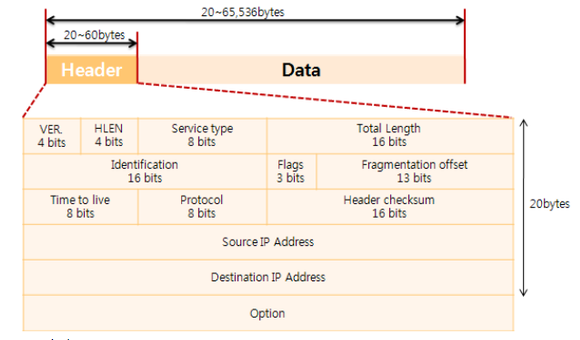 20~65,536bytes
20~60bytes
Header
Data
VER.
4 bits
HLEN
4 bits
Service type
8 bits
Total Length
16 bits
Identification
16 bits
Flags
3 bits
Fragmentation offset
13 bits
Time to live
8 bits
Protocol
8 bits
Header checksum
16 bits
20bytes
Source IP Address
Destination IP Address
Option